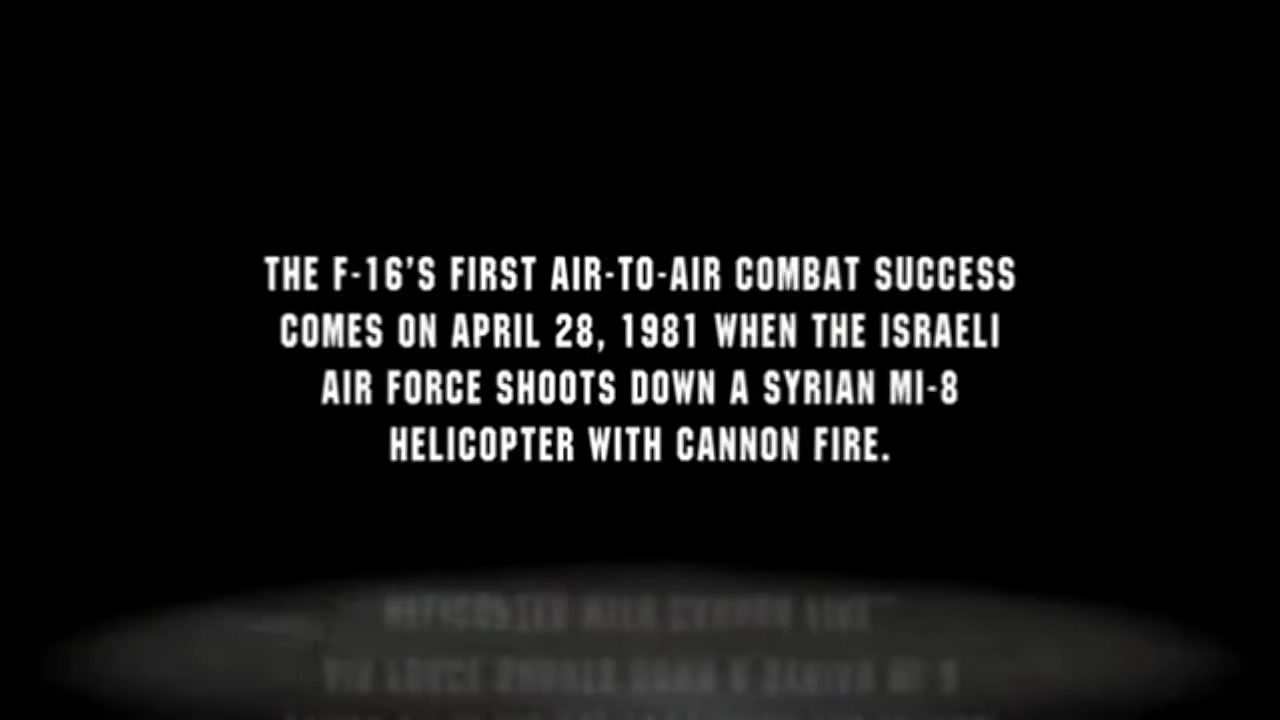 THE F-16'S FIRST AIR-TO-AIR COMBAT SUCCESS
COMES ON APRIL 28, 1981 WHEN THE ISRAELI
AIR FORCE SHOOTS DOWN A SYRIAN MI-8
HELICOPTER WITH CANNON FIRE.